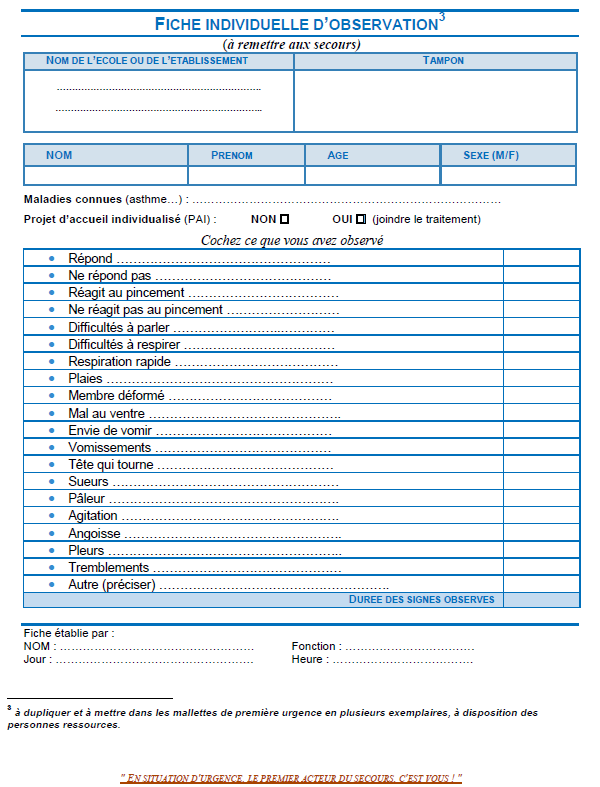 FICHE INDIVIDUELLE D'OBSERVATION3
(à remettre aux secours)
NOM DE L'ECOLE OU DE L'ETABLISSEMENT TAMPON
……………………………………………………………..
……………………………………………………………..
NOM PRENOM AGE SEXE (M/F)
Maladies connues (asthme…) : ……………………………………………………………………
Projet d'accueil individualisé (PAI) : NON ☐ OUI ☐ (joindre le traitement)
Cochez ce que vous avez observé
• Répond …………………………………………
• Ne répond pas …………………………………
• Réagit au pincement ……………………………
• Ne réagit pas au pincement …………………….
• Difficultés à parler …………………...………….
• Difficultés à respirer …………………………….
• Respiration rapide ……………………………….
• Plaies ……………………………………………
• Membre déformé ……………………………….
• Mal au ventre …………………………………...
• Envie de vomir …………………………………
• Vomissements …………………………………..
• Tête qui tourne …………………………………
• Sueurs …………………………………………..
• Pâleur …………………………………………….
• Agitation ………………………………………….
• Angoisse …………………………………………...
• Pleurs ……………………………………………...
• Tremblements …………………………………….
• Autre (préciser) …………………………………………….
DUREE DES SIGNES OBSERVES
Fiche établie par :
NOM : ……………………………………. Fonction : ……………………….
Jour : ……………………………………. Heure : ………………………….
3 à dupliquer et à mettre dans les mallettes de première urgence en plusieurs exemplaires, à disposition des
personnes ressources.
" EN SITUATION D'URGENCE, LE PREMIER ACTEUR DU SECOURS, C'EST VOUS ! "